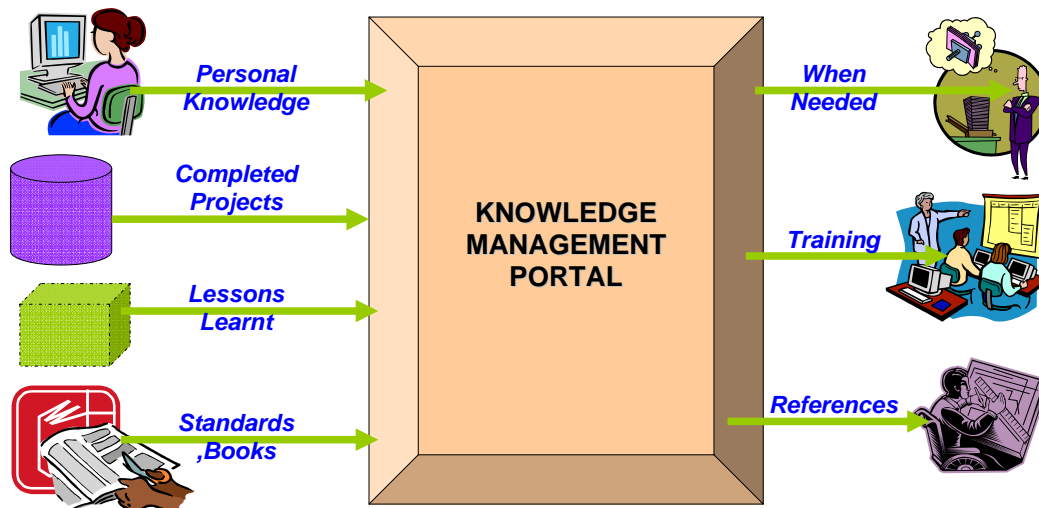 Personal
Knowledge
Completed
Projects
Lessons
Learnt
Standards
,Books
KNOWLEDGE
MANAGEMENT
PORTAL
When
Needed
Training
References